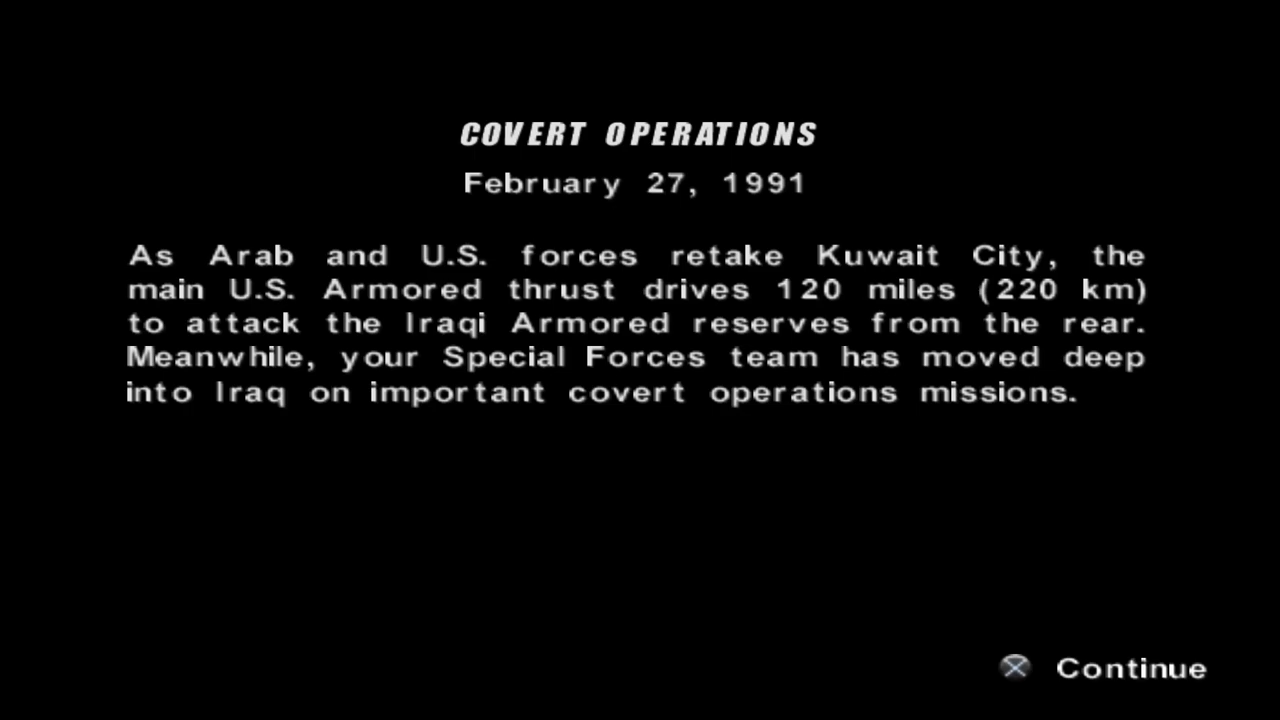 COVERT OPERATIONS
February 27, 1991
As Arab and U.S. forces retake Kuwait City, the
main U.S. Armored thrust drives 120 miles (220 km)
to attack the Iraqi Armored reserves from the rear.
Meanwhile, your Special Forces team has moved deep
into Iraq on important covert operations missions.
Continue